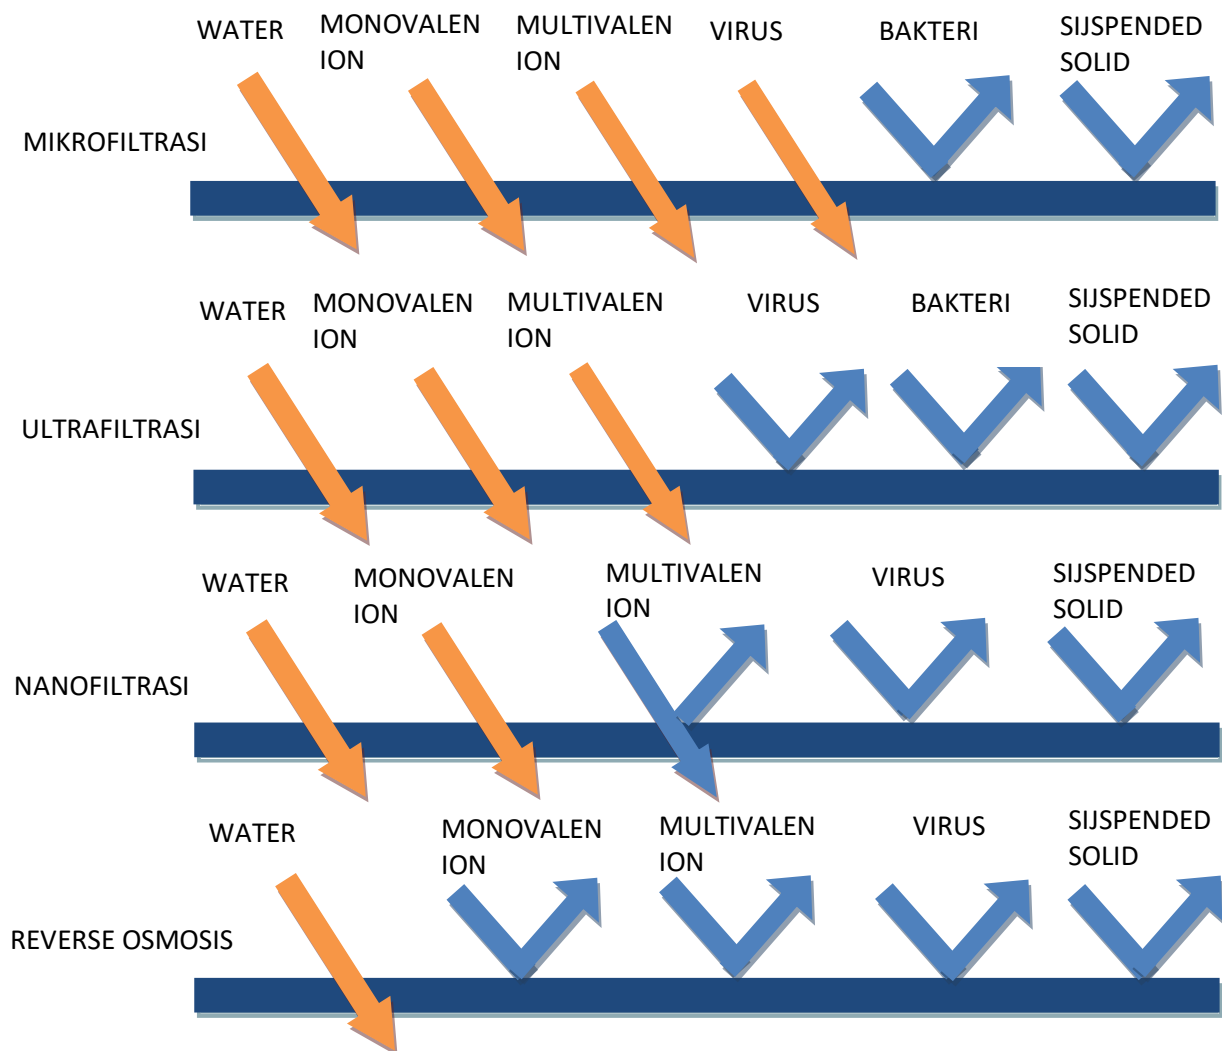 WATER
MONOVALEN
ION
MULTIVALEN
ION
VIRUS
BAKTERI
SIJSPENDED
SOLID
MIKROFILTRASI
WATER
MONOVALEN
ION
MULTIVALEN
ION
VIRUS
BAKTERI
SIJSPENDED
SOLID
ULTRAFILTRASI
WATER
MONOVALEN
ION
MULTIVALEN
ION
VIRUS
SIJSPENDED
SOLID
NANOFILTRASI
WATER
MONOVALEN
ION
MULTIVALEN
ION
VIRUS
SIJSPENDED
SOLID
REVERSE OSMOSIS